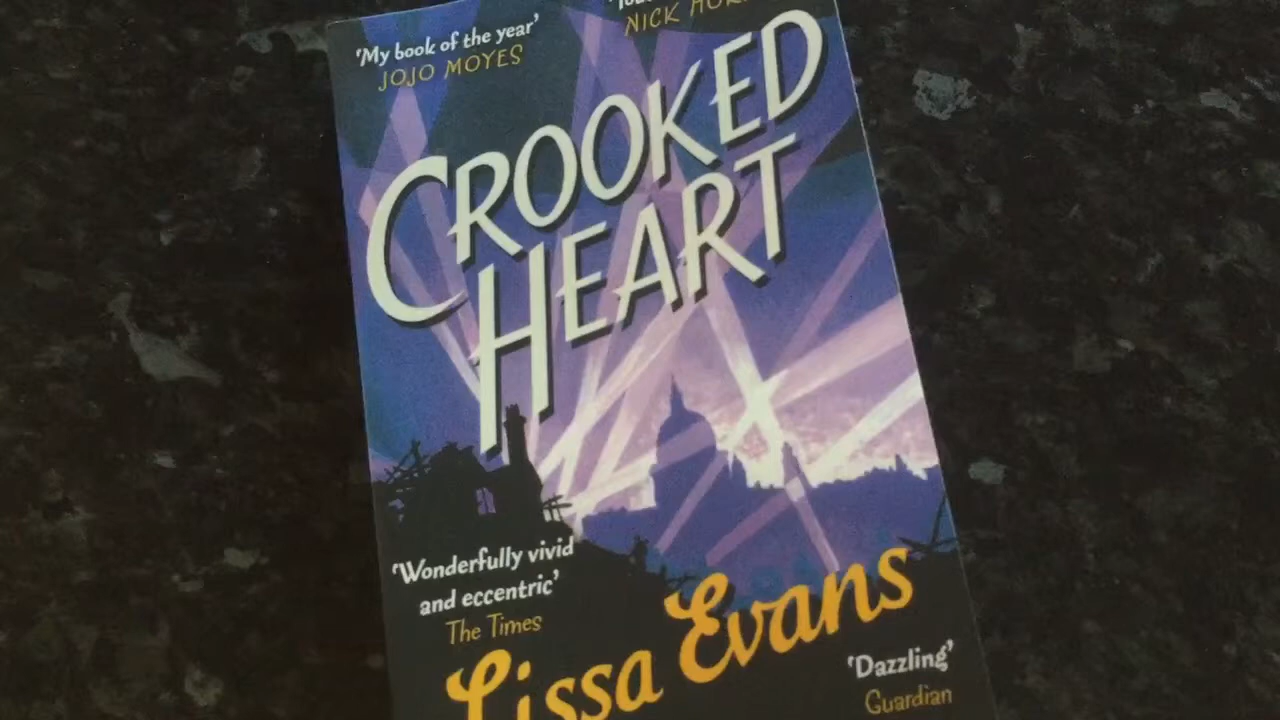 'My book of the year'
JOJO MOYES
NICK
CROOKED
HEART
'Wonderfully vivid
and eccentric'
The Times
Lissa Evans
'Dazzling'
Guardian